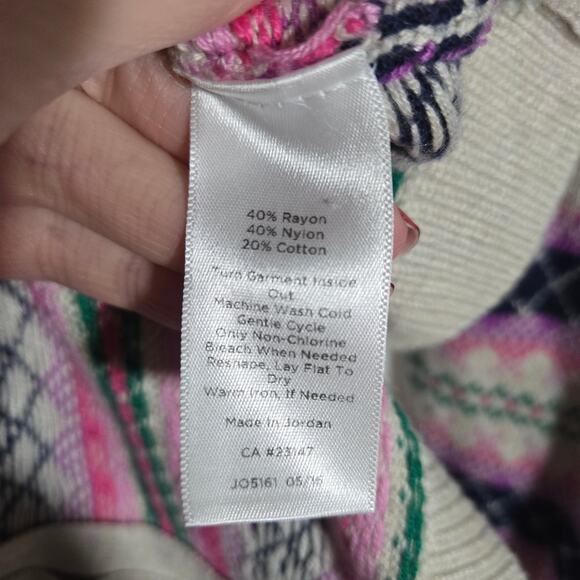 40% Rayon
40% Nylon
20% Cotton
Turn Garment Inside
Out
Machine Wash Cold
Gentle Cycle
Only Non-Chlorine
Bleach When Needed
Reshape, Lay Flat To
Dry
Warm Iron, If Needed
Made In Jordan
CA #23147
JO5161 05/16